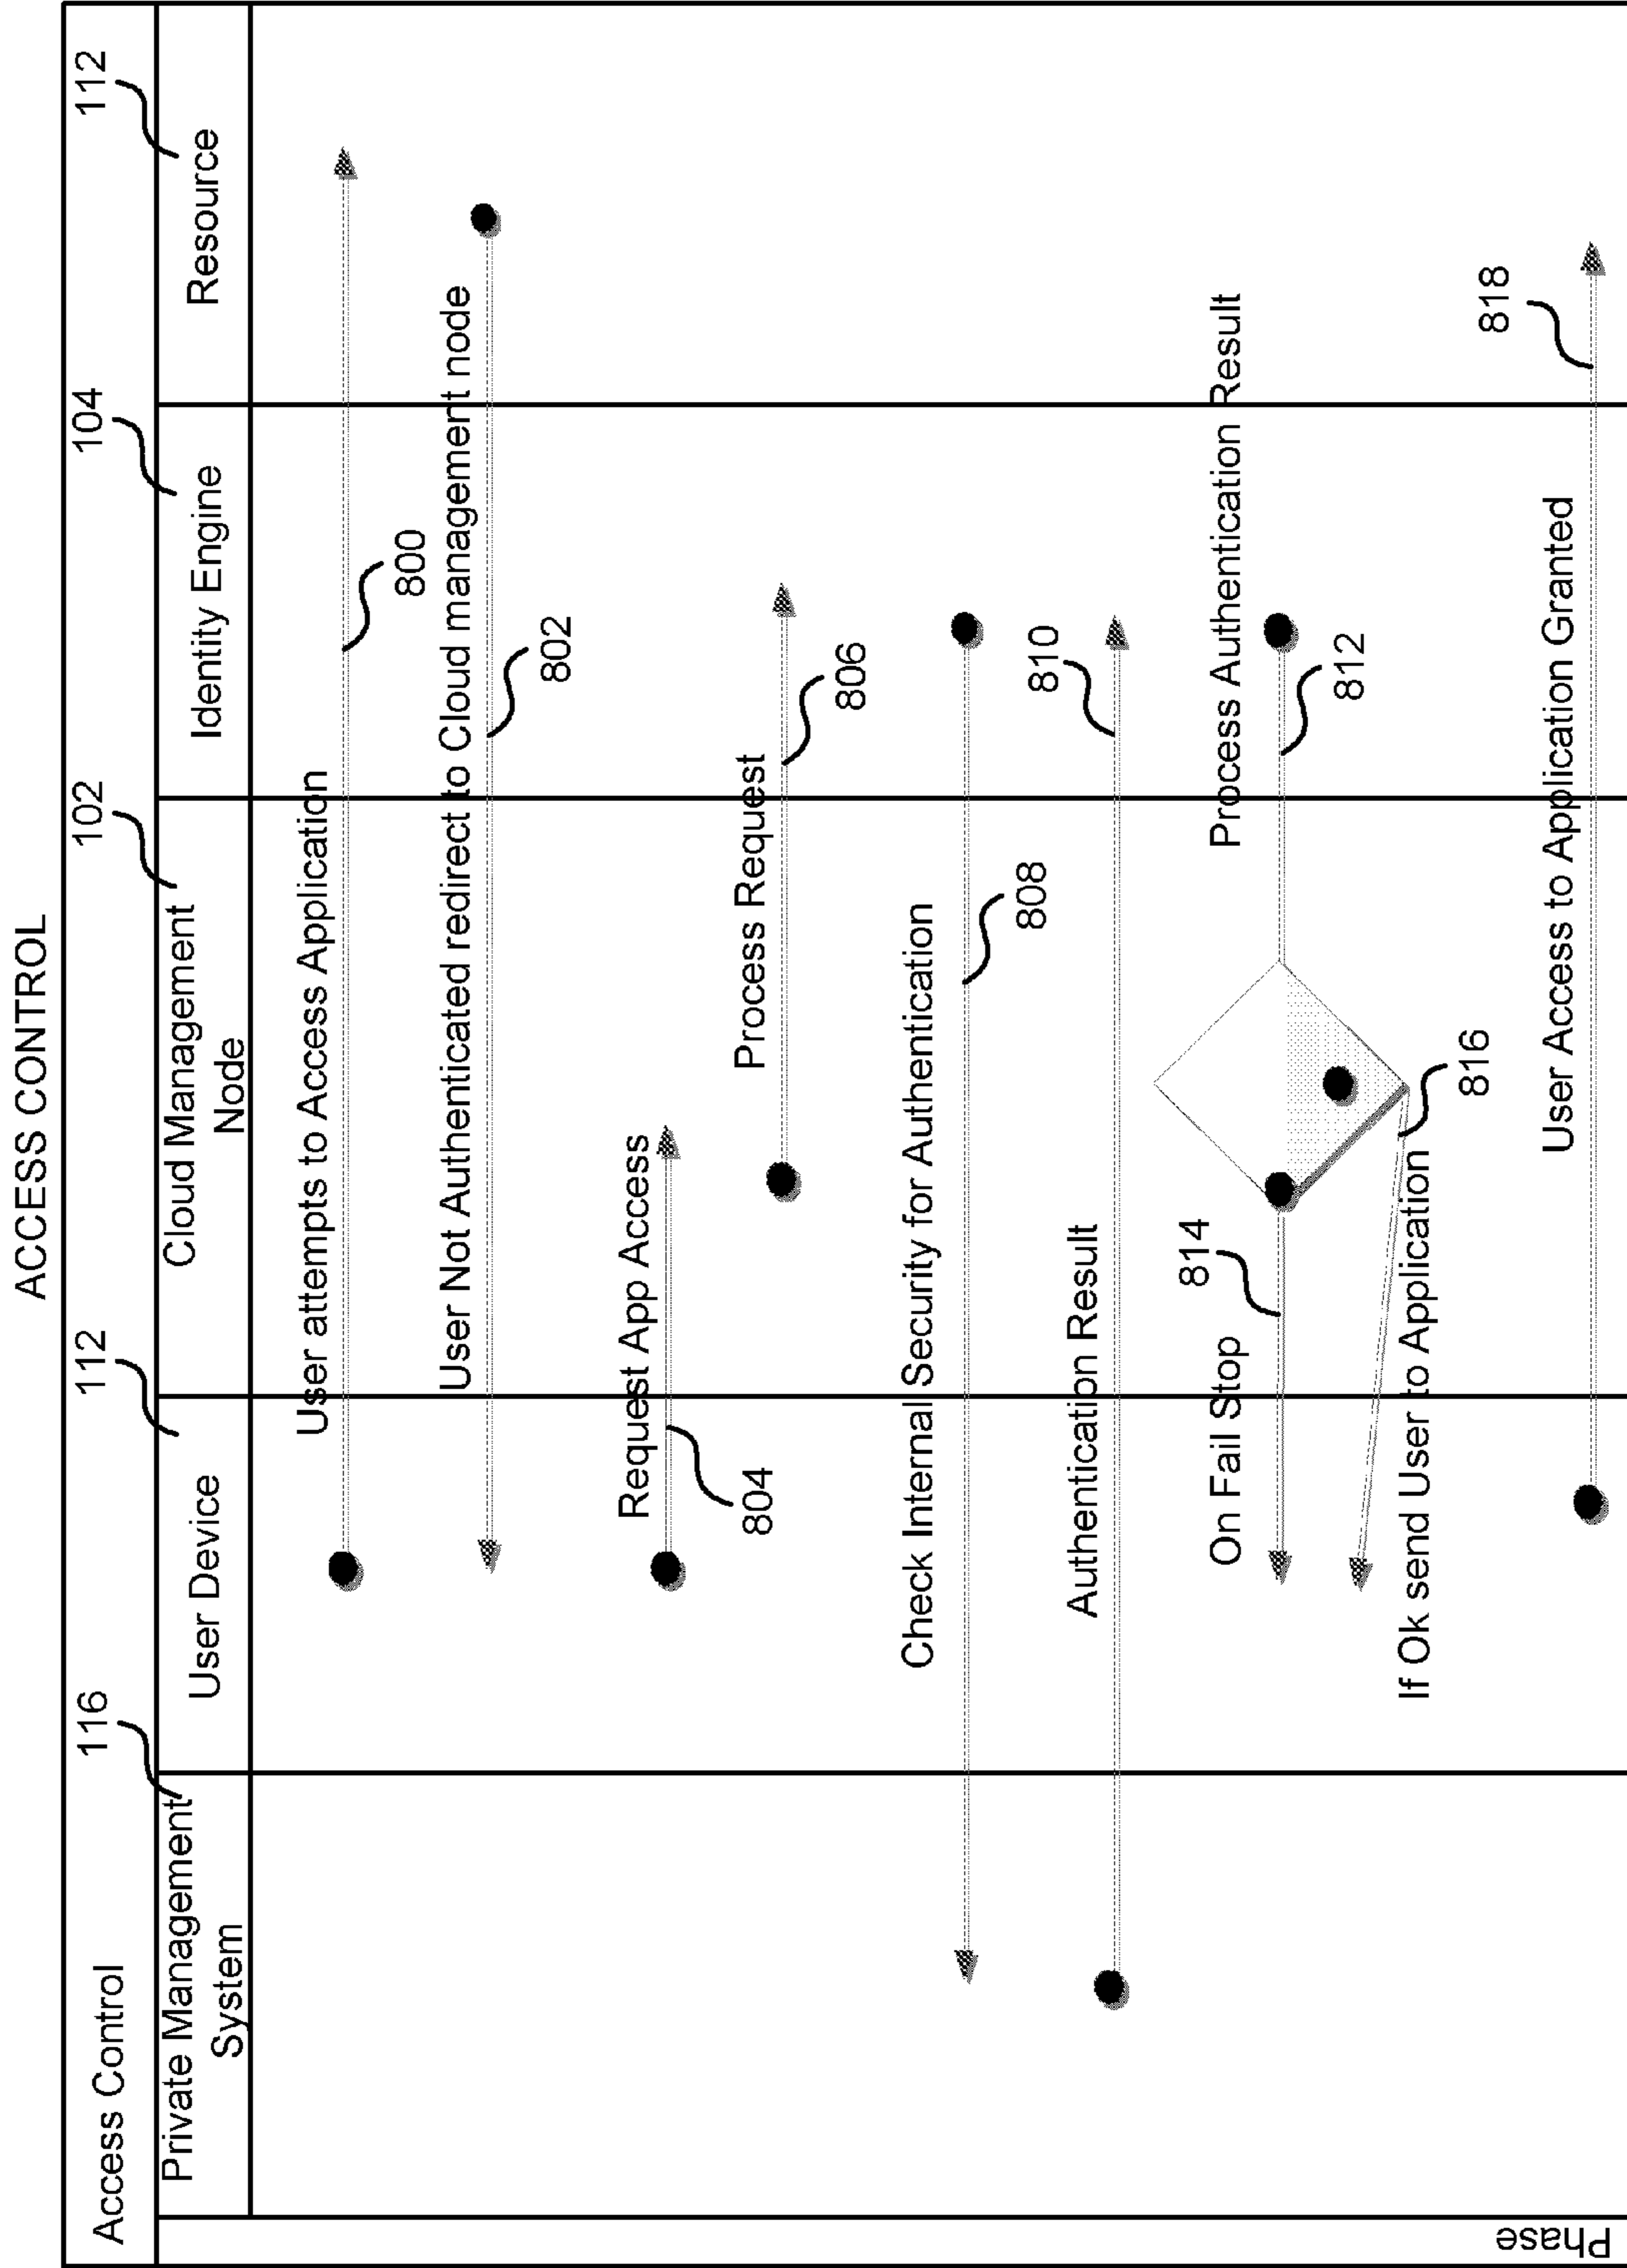 ACCESS CONTROL
Access Control
116
112
102
104
112
Private Management
System
User Device
Cloud Management
Node
Identity Engine
Resource
User attempts to Access Application
800
User Not Authenticated redirect to Cloud management node
802
Request App Access
804
Process Request
806
Check Internal Security for Authentication
808
Authentication Result
810
On Fail Stop
814
Process Authentication Result
812
If Ok send User to Application
816
User Access to Application Granted
818
Phase